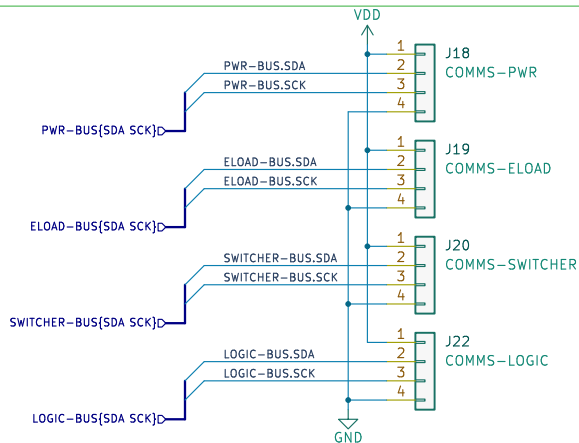 VDD
1 J18
PWR-BUS.SDA 2 COMMS-PWR
PWR-BUS.SCK 3
4
PWR-BUS{SDA SCK}
1 J19
ELOAD-BUS.SDA 2 COMMS-ELOAD
ELOAD-BUS.SCK 3
4
ELOAD-BUS{SDA SCK}
1 J20
SWITCHER-BUS.SDA 2 COMMS-SWITCHER
SWITCHER-BUS.SCK 3
4
SWITCHER-BUS{SDA SCK}
1 J22
LOGIC-BUS.SDA 2 COMMS-LOGIC
LOGIC-BUS.SCK 3
4
LOGIC-BUS{SDA SCK}
GND